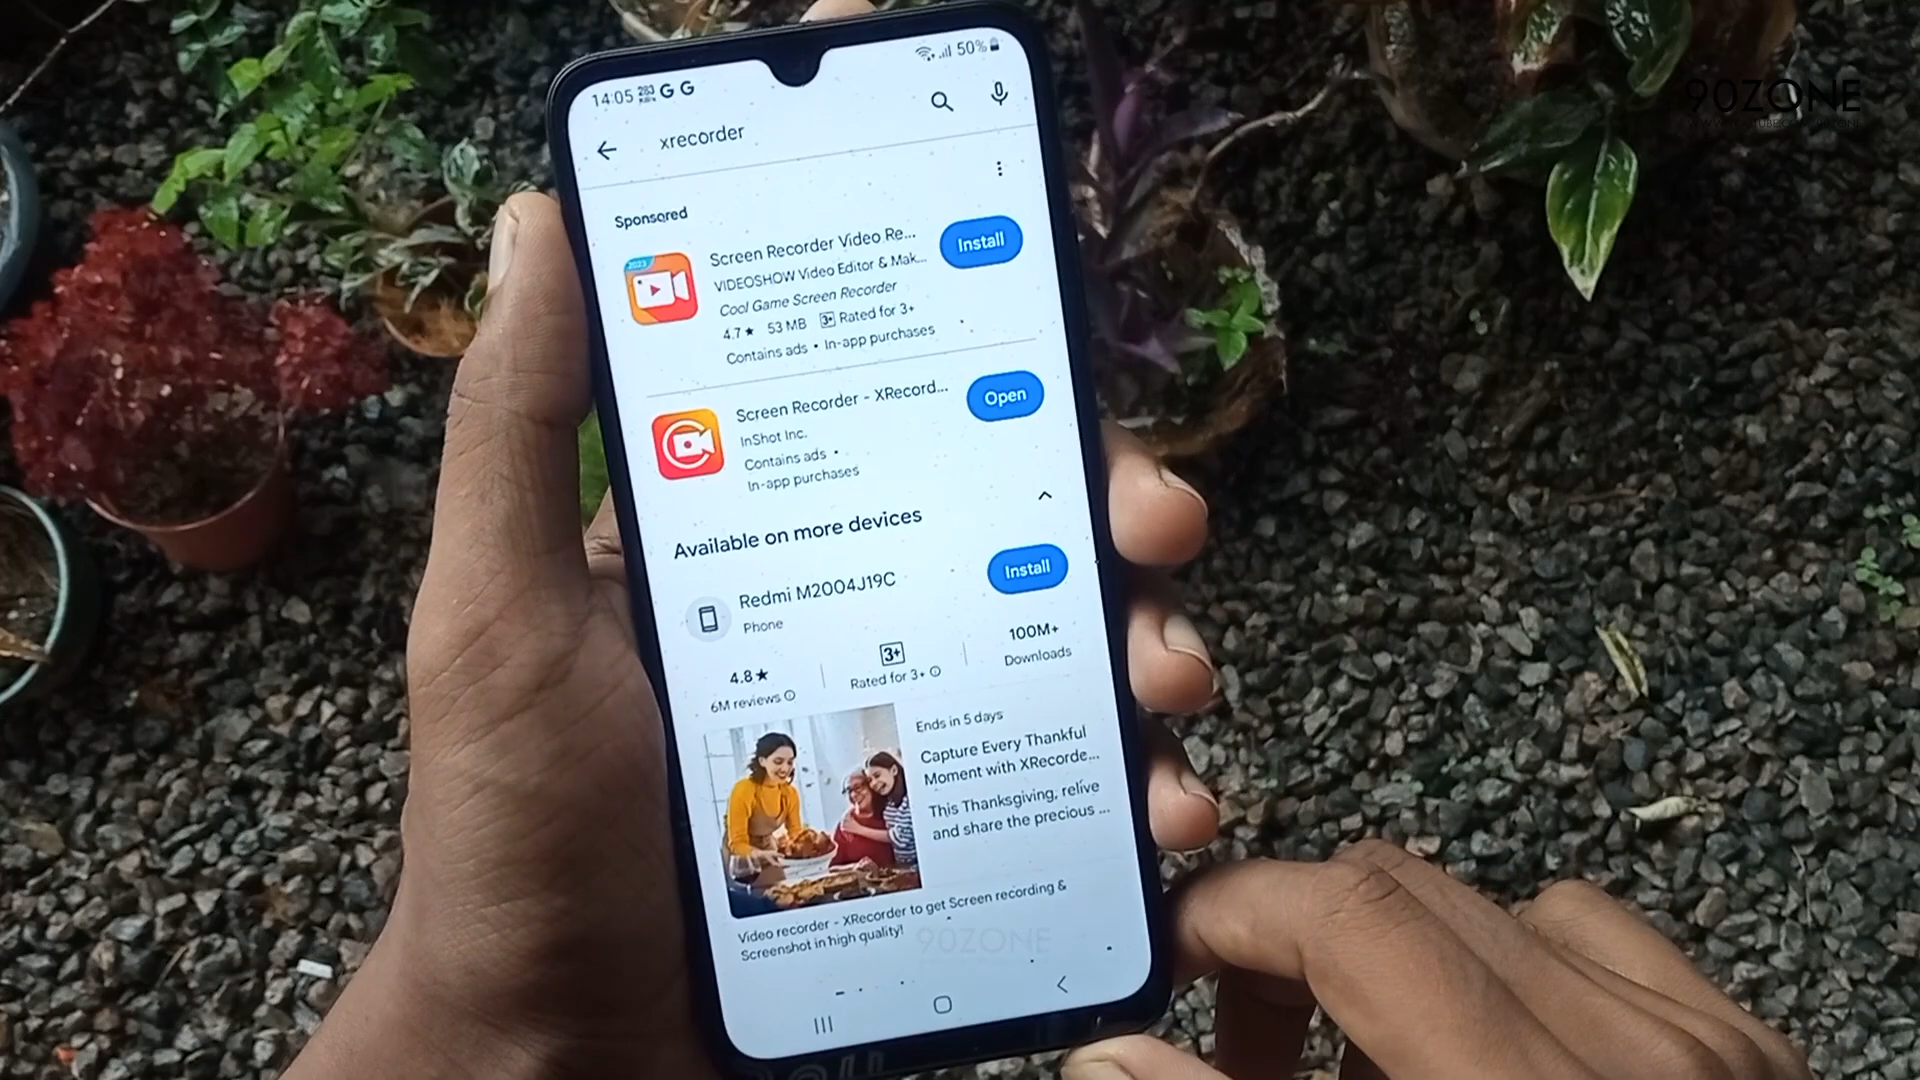 90ZONE
14:05 G G 50%
xrecorder
Sponsored
2023
Screen Recorder Video Re...
VIDEOSHOW Video Editor & Mak...
Cool Game Screen Recorder
4.7★ 53 MB 3+ Rated for 3+
Contains ads • In-app purchases
Install
Screen Recorder - XRecord...
InShot Inc.
Contains ads •
In-app purchases
Open
Available on more devices
Redmi M2004J19C
Phone
Install
4.8★
6M reviews
3+
Rated for 3+
100M+
Downloads
Ends in 5 days
Capture Every Thankful
Moment with XRecorde...
This Thanksgiving, relive
and share the precious ...
Video recorder - XRecorder to get Screen recording &
Screenshot in high quality!
90ZONE